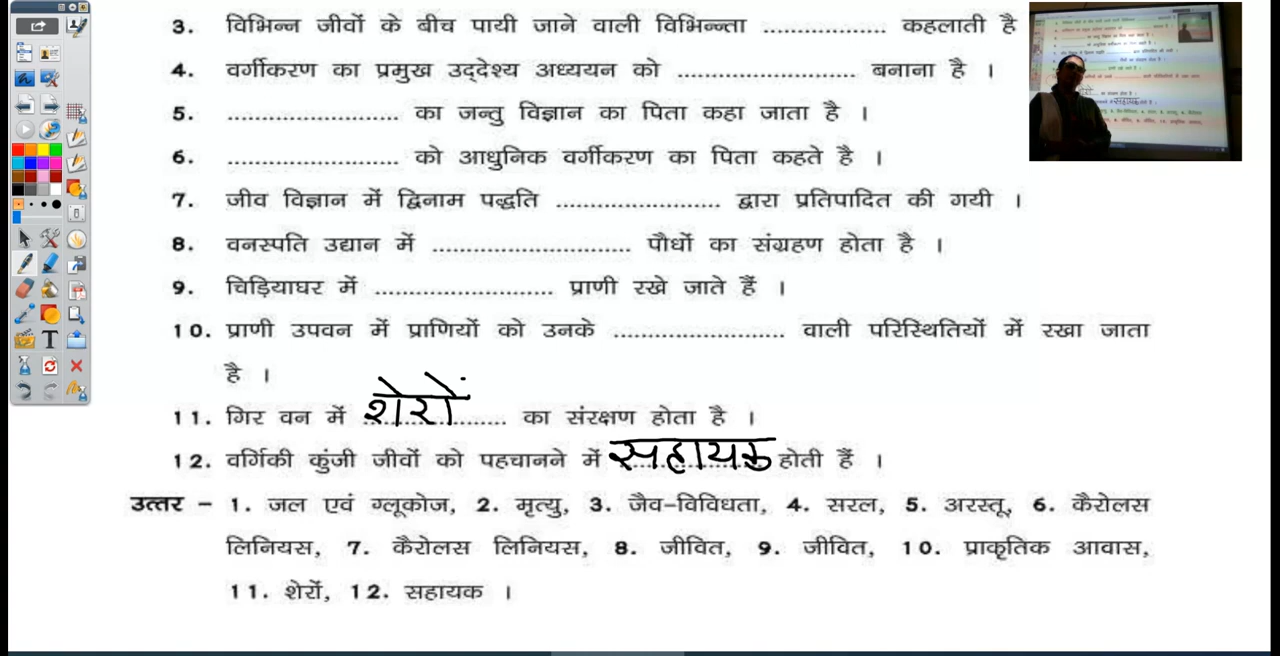 3. विभिन्न जीवों के बीच पायी जाने वाली विभिन्न्ता .................. कहलाती है
4. वर्गीकरण का प्रमुख उद्देश्य अध्ययन को .......................... बनाना है ।
5. ......................... का जन्तु विज्ञान का पिता कहा जाता है ।
6. ......................... को आधुनिक वर्गीकरण का पिता कहते है ।
7. जीव विज्ञान में द्विनाम पद्धति ........................ द्वारा प्रतिपादित की गयी ।
8. वनस्पति उद्यान में ............................. पौधों का संग्रहण होता है ।
9. चिड़ियाघर में .......................... प्राणी रखे जाते हैं ।
10. प्राणी उपवन में प्राणियों को उनके ......................... वाली परिस्थितियों में रखा जाता
है ।
11. गिर वन में शेरों का संरक्षण होता है ।
12. वर्गिकी कुंजी जीवों को पहचानने में सहायक होती हैं ।
उत्तर – 1. जल एवं ग्लूकोज, 2. मृत्यु, 3. जैव–विविधता, 4. सरल, 5. अरस्तू, 6. कैरोलस
लिनियस, 7. कैरोलस लिनियस, 8. जीवित, 9. जीवित, 10. प्राकृतिक आवास,
11. शेरों, 12. सहायक ।